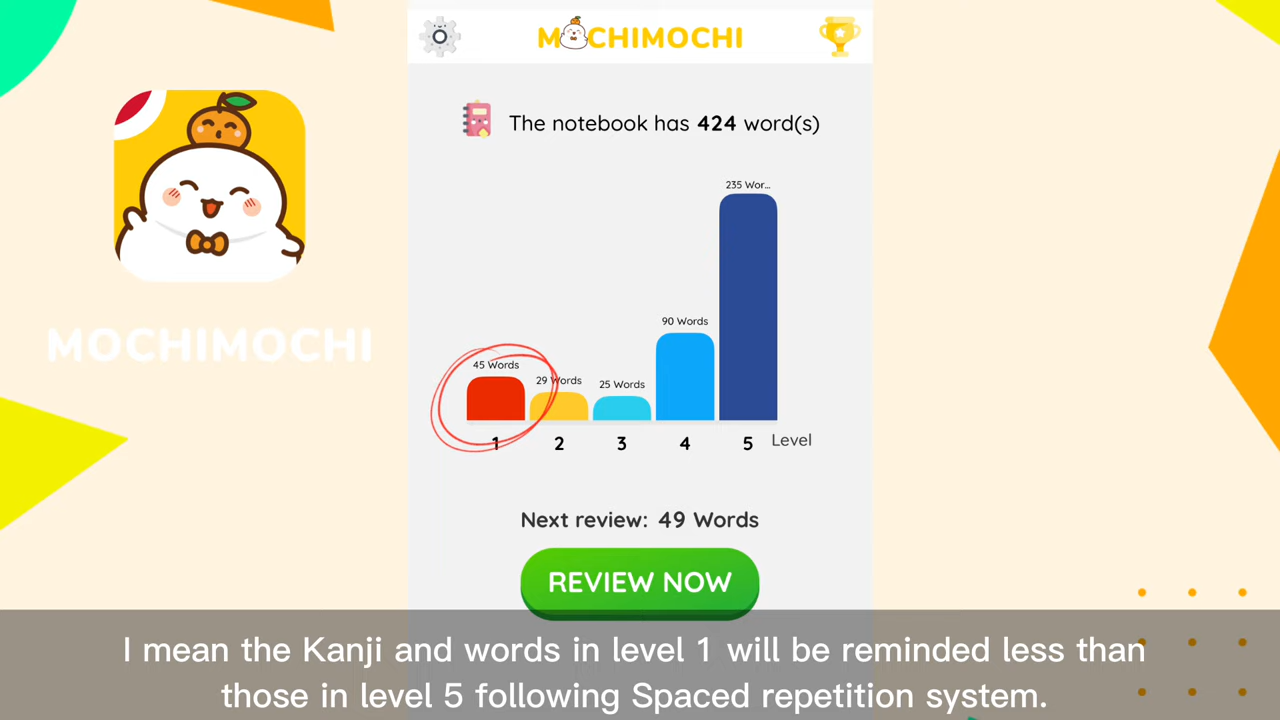 MOCHIMOCHI
The notebook has 424 word(s)
235 Wor...
90 Words
45 Words
29 Words
25 Words
1 2 3 4 5 Level
MOCHIMOCHI
Next review: 49 Words
REVIEW NOW
I mean the Kanji and words in level 1 will be reminded less than
those in level 5 following Spaced repetition system.